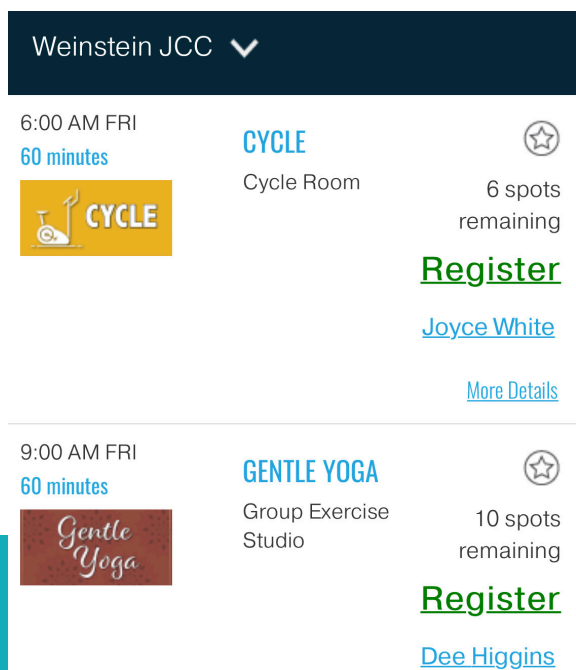 Weinstein JCC
6:00 AM FRI
60 minutes
CYCLE
CYCLE
Cycle Room
6 spots
remaining
Register
Joyce White
More Details
9:00 AM FRI
60 minutes
Gentle
Yoga
GENTLE YOGA
Group Exercise
Studio
10 spots
remaining
Register
Dee Higgins